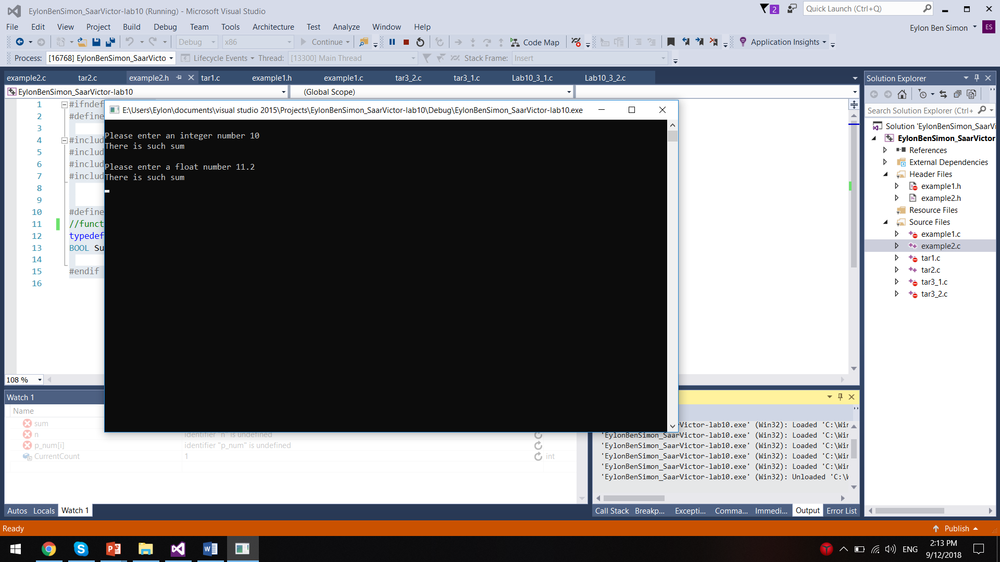 EylonBenSimon_SaarVictor-lab10 (Running) - Microsoft Visual Studio
2
Quick Launch (Ctrl+Q)
File Edit View Project Build Debug Team Tools Architecture Test Analyze Window Help
Eylon Ben Simon ES
Debug x86 Continue Code Map Application Insights
Process: [16768] EylonBenSimon_SaarVicto Lifecycle Events Thread: [13300] Main Thread Stack Frame: Insert
example2.c tar2.c example2.h tar1.c example1.h example1.c tar3_2.c tar3_1.c Lab10_3_1.c Lab10_3_2.c
EylonBenSimon_SaarVictor-lab10 (Global Scope)
1 #ifndef
2 #define
3
4 #includ
5 #includ
6 #includ
7 #includ
8
9
10 #define
11 //funct
12 typedef
13 BOOL Su
14
15 #endif
16
108 %
E:\Users\Eylon\documents\visual studio 2015\Projects\EylonBenSimon_SaarVictor-lab10\Debug\EylonBenSimon_SaarVictor-lab10.exe
Please enter an integer number 10
There is such sum
Please enter a float number 11.2
There is such sum
Solution Explorer
Search Solution Explorer (Ctrl+
Solution 'EylonBenSimon_SaarVi
EylonBenSimon_SaarVictor
References
External Dependencies
Header Files
example1.h
example2.h
Resource Files
Source Files
example1.c
example2.c
tar1.c
tar2.c
tar3_1.c
tar3_2.c
Watch 1
Name
sum
n identifier "n" is undefined
p_num[i] identifier "p_num" is undefined
CurrentCount 1 int
Autos Locals Watch 1
Victor-lab10.exe' (Win32): Loaded 'C:\Wir
'EylonBenSimon_SaarVictor-lab10.exe' (Win32): Loaded 'C:\Wir
'EylonBenSimon_SaarVictor-lab10.exe' (Win32): Loaded 'C:\Wir
'EylonBenSimon_SaarVictor-lab10.exe' (Win32): Loaded 'C:\Wir
'EylonBenSimon_SaarVictor-lab10.exe' (Win32): Loaded 'C:\Wir
'EylonBenSimon_SaarVictor-lab10.exe' (Win32): Unloaded 'C:\W
Call Stack Breakp... Excepti... Comma... Immedi... Output Error List
Ready
Publish
ENG
2:13 PM
9/12/2018